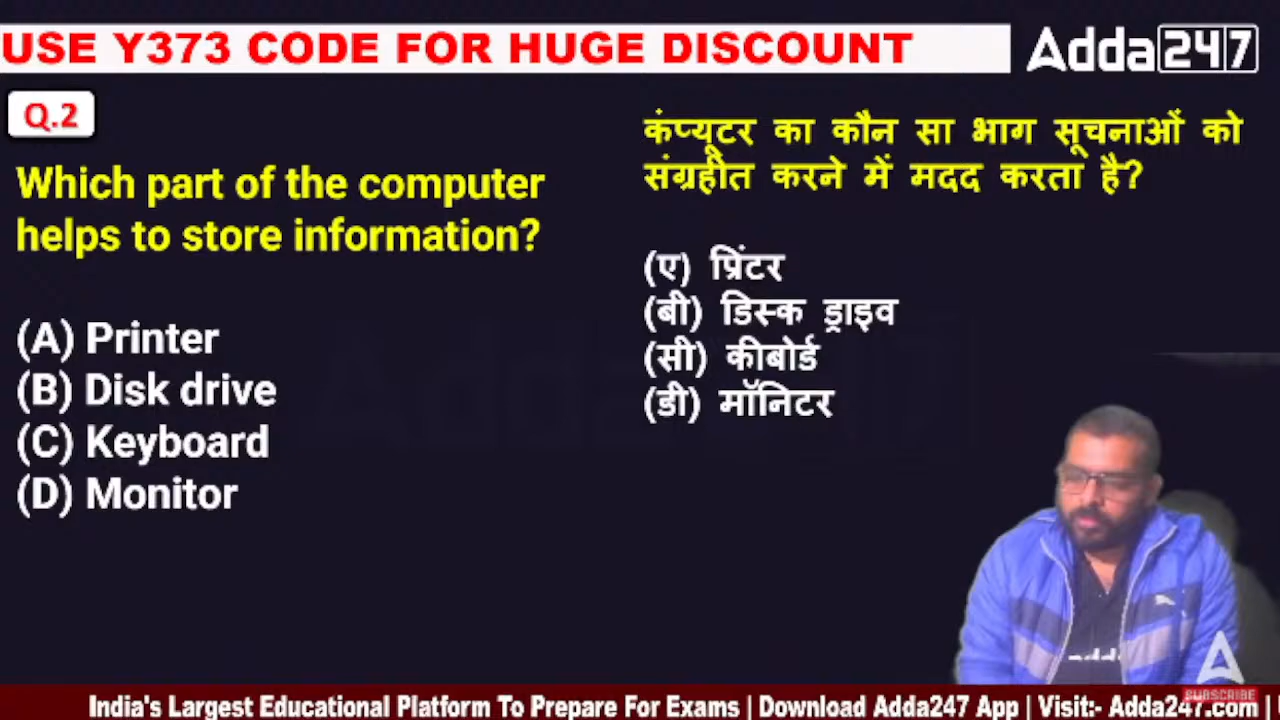 USE Y373 CODE FOR HUGE DISCOUNT
Adda247
Q.2
Which part of the computer
helps to store information?
(A) Printer
(B) Disk drive
(C) Keyboard
(D) Monitor
कंप्यूटर का कौन सा भाग सूचनाओं को
संग्रहीत करने में मदद करता है?
(ए) प्रिंटर
(बी) डिस्क ड्राइव
(सी) कीबोर्ड
(डी) मॉनिटर
SUBSCRIBE
India's Largest Educational Platform To Prepare For Exams | Download Adda247 App | Visit:- Adda247.com |